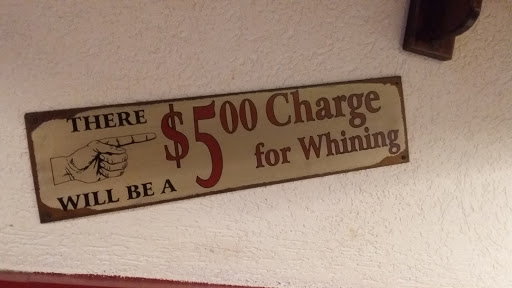 THERE
WILL BE A
$5.00 Charge
for Whining